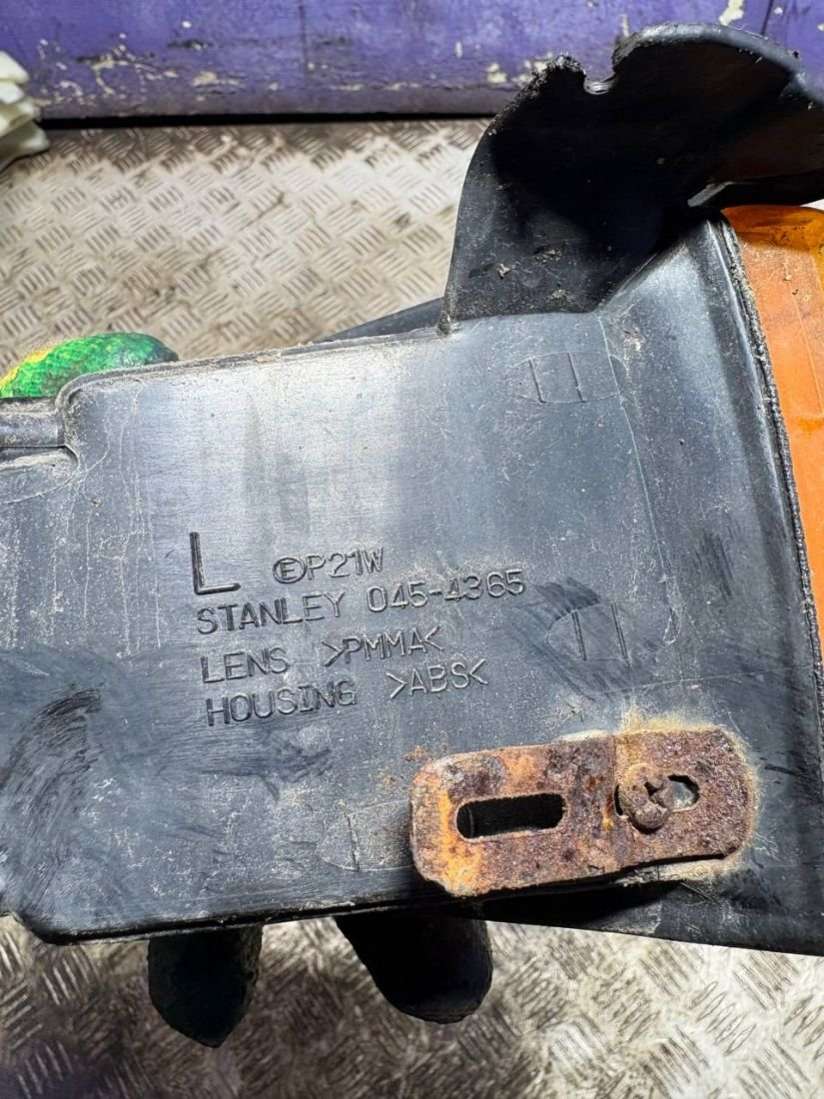 L ⒺP21W
STANLEY 045-4365
LENS >PMMA<
HOUSING >ABS<